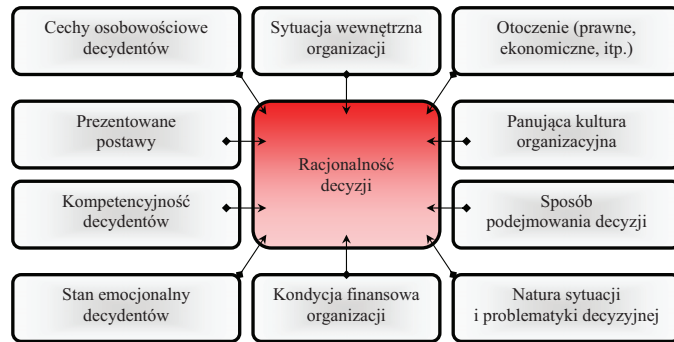 Cechy osobowościowe
decydentów
Sytuacja wewnętrzna
organizacji
Otoczenie (prawne,
ekonomiczne, itp.)
Prezentowane
postawy
Racjonalność
decyzji
Panująca kultura
organizacyjna
Kompetencyjność
decydentów
Sposób
podejmowania decyzji
Stan emocjonalny
decydentów
Kondycja finansowa
organizacji
Natura sytuacji
i problematyki decyzyjnej